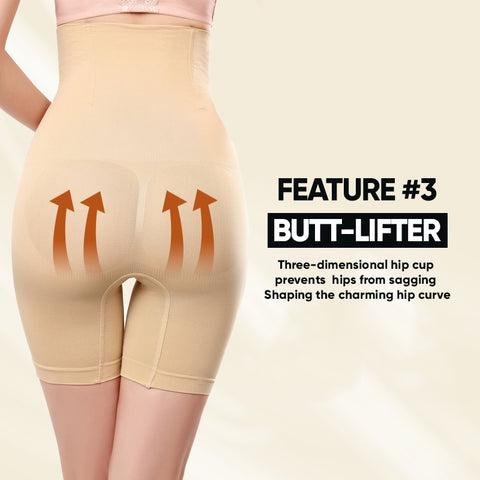 FEATURE #3
BUTT-LIFTER
Three-dimensional hip cup
prevents hips from sagging
Shaping the charming hip curve